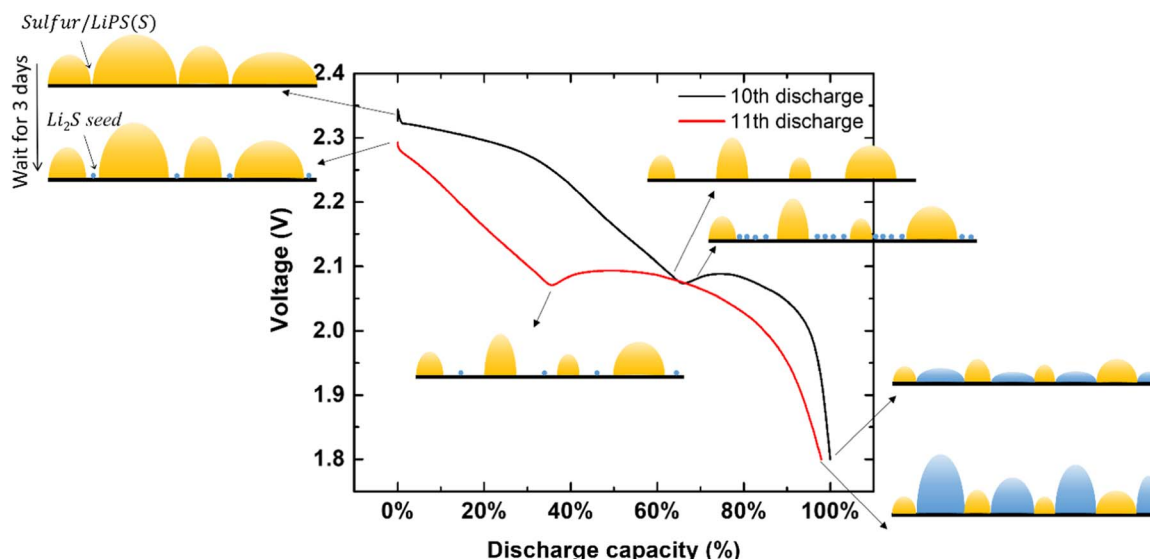 Sulfur/LiPS(S)
Wait for 3 days
Li₂S seed
2.4
2.3
2.2
2.1
2.0
1.9
1.8
Voltage (V)
10th discharge
11th discharge
0% 20% 40% 60% 80% 100%
Discharge capacity (%)